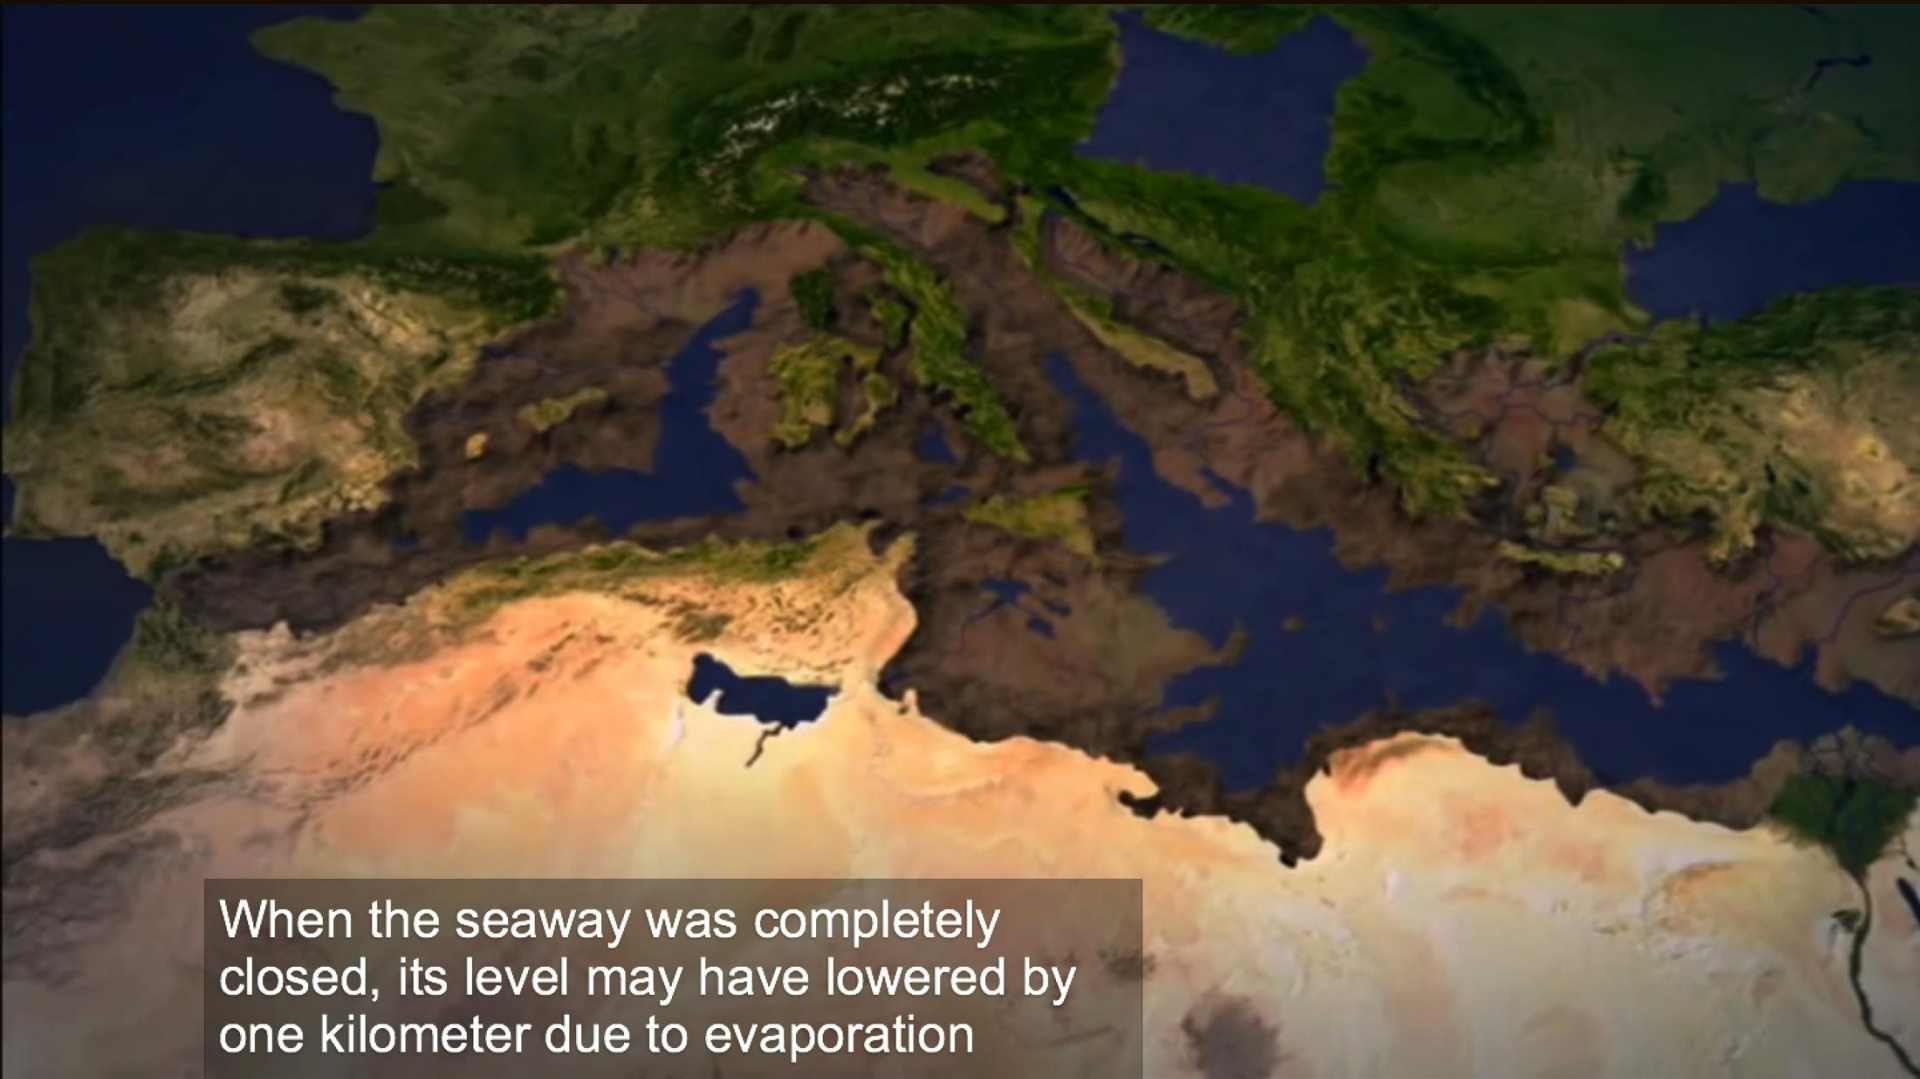 When the seaway was completely
closed, its level may have lowered by
one kilometer due to evaporation